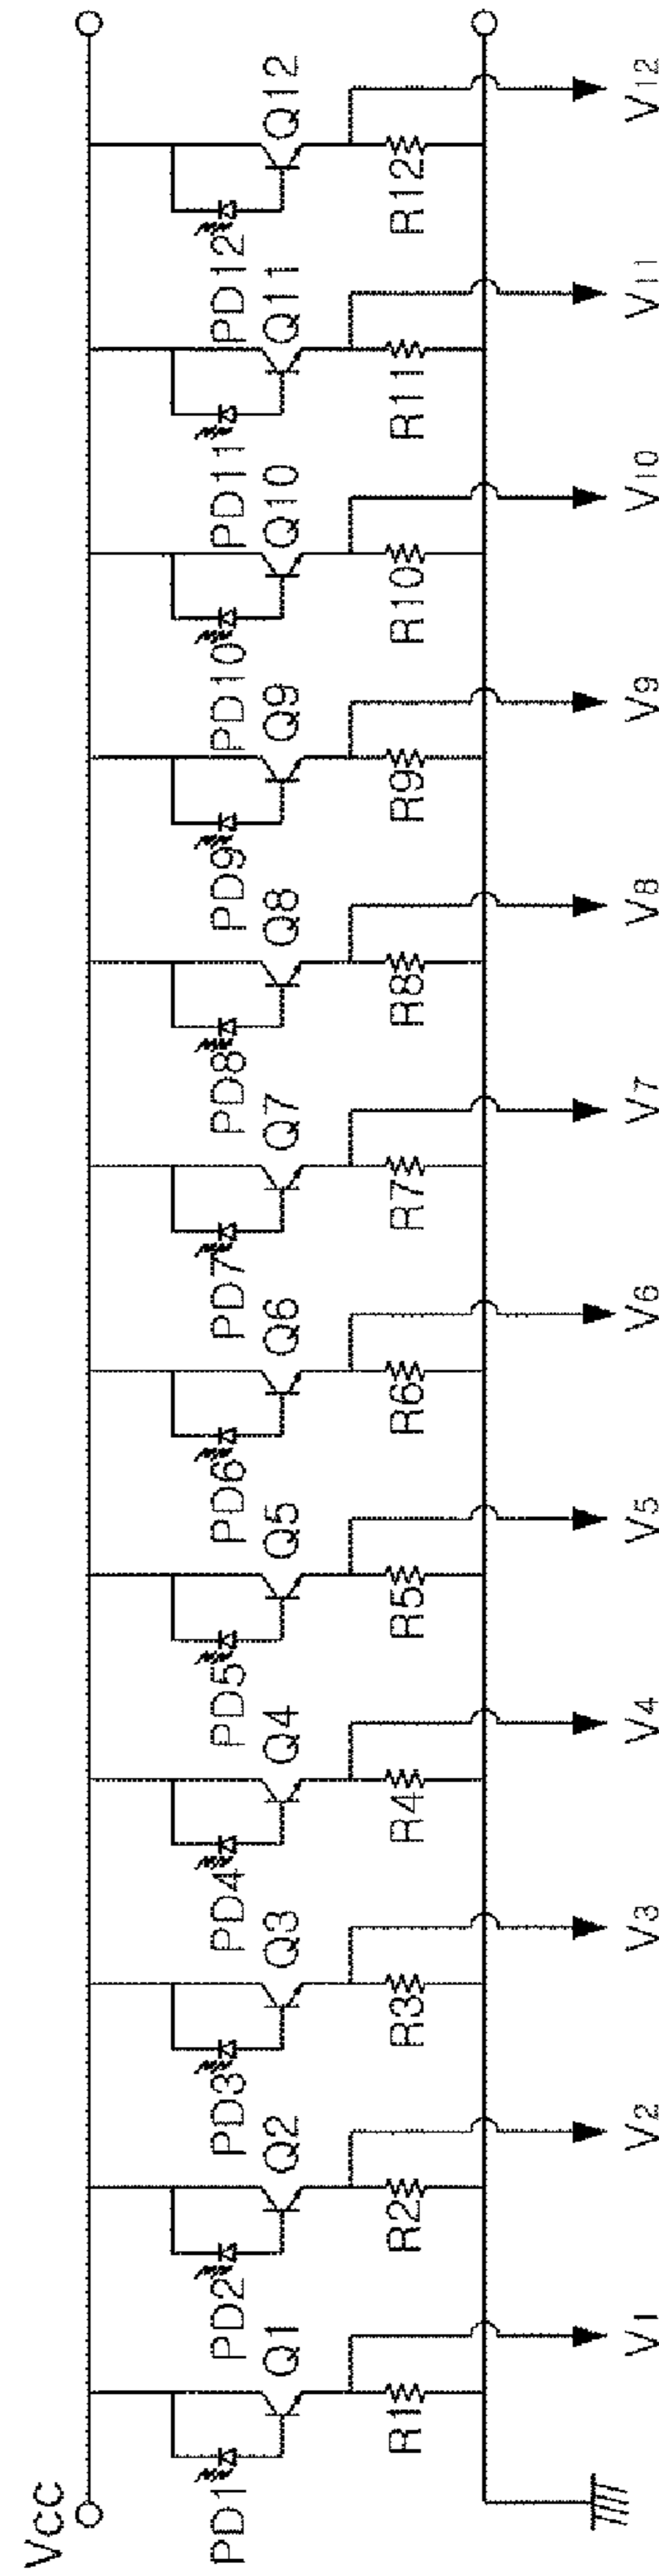 Vcc
PD1 PD2 PD3 PD4 PD5 PD6 PD7 PD8 PD9 PD10 PD11 PD12
Q1 Q2 Q3 Q4 Q5 Q6 Q7 Q8 Q9 Q10 Q11 Q12
R1 R2 R3 R4 R5 R6 R7 R8 R9 R10 R11 R12
V1 V2 V3 V4 V5 V6 V7 V8 V9 V10 V11 V12